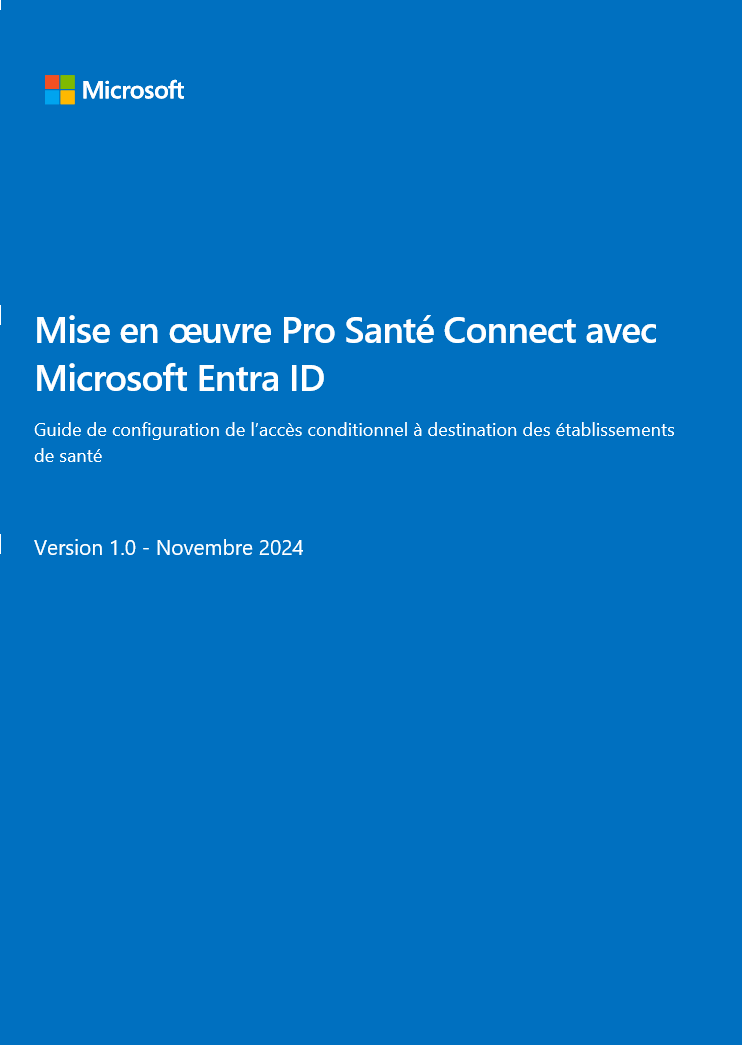 Microsoft
Mise en œuvre Pro Santé Connect avec
Microsoft Entra ID
Guide de configuration de l’accès conditionnel à destination des établissements
de santé
Version 1.0 - Novembre 2024